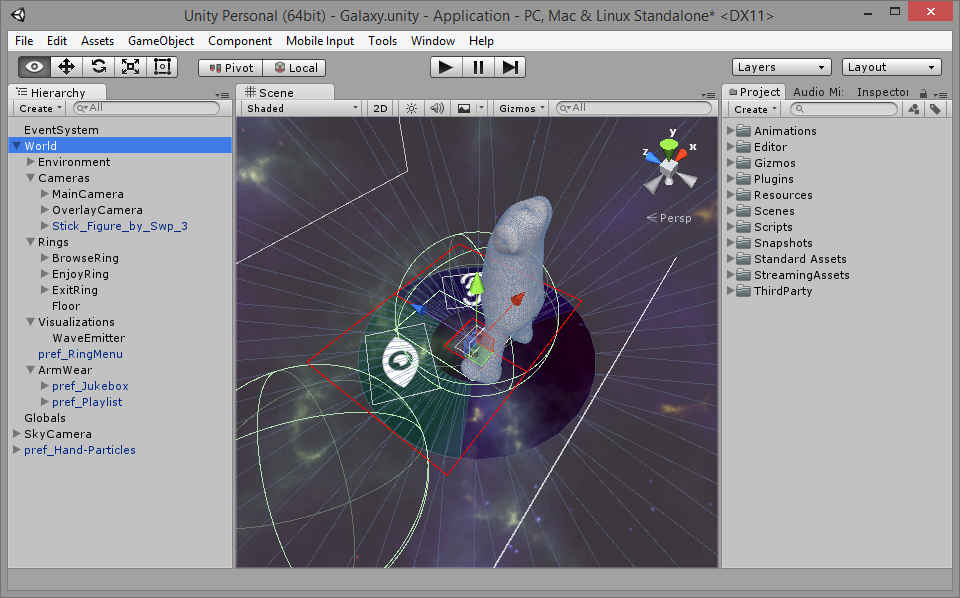 Unity Personal (64bit) - Galaxy.unity - Application - PC, Mac & Linux Standalone* <DX11>
File Edit Assets GameObject Component Mobile Input Tools Window Help
Pivot Local Layers Layout
Hierarchy
Create All
EventSystem
World
Environment
Cameras
MainCamera
OverlayCamera
Stick_Figure_by_Swp_3
Rings
BrowseRing
EnjoyRing
ExitRing
Floor
Visualizations
WaveEmitter
pref_RingMenu
ArmWear
pref_Jukebox
pref_Playlist
Globals
SkyCamera
pref_Hand-Particles
Scene
Shaded 2D Gizmos All
y
x
z
Persp
Project Audio Mi: Inspector
Create
Animations
Editor
Gizmos
Plugins
Resources
Scenes
Scripts
Snapshots
Standard Assets
StreamingAssets
ThirdParty